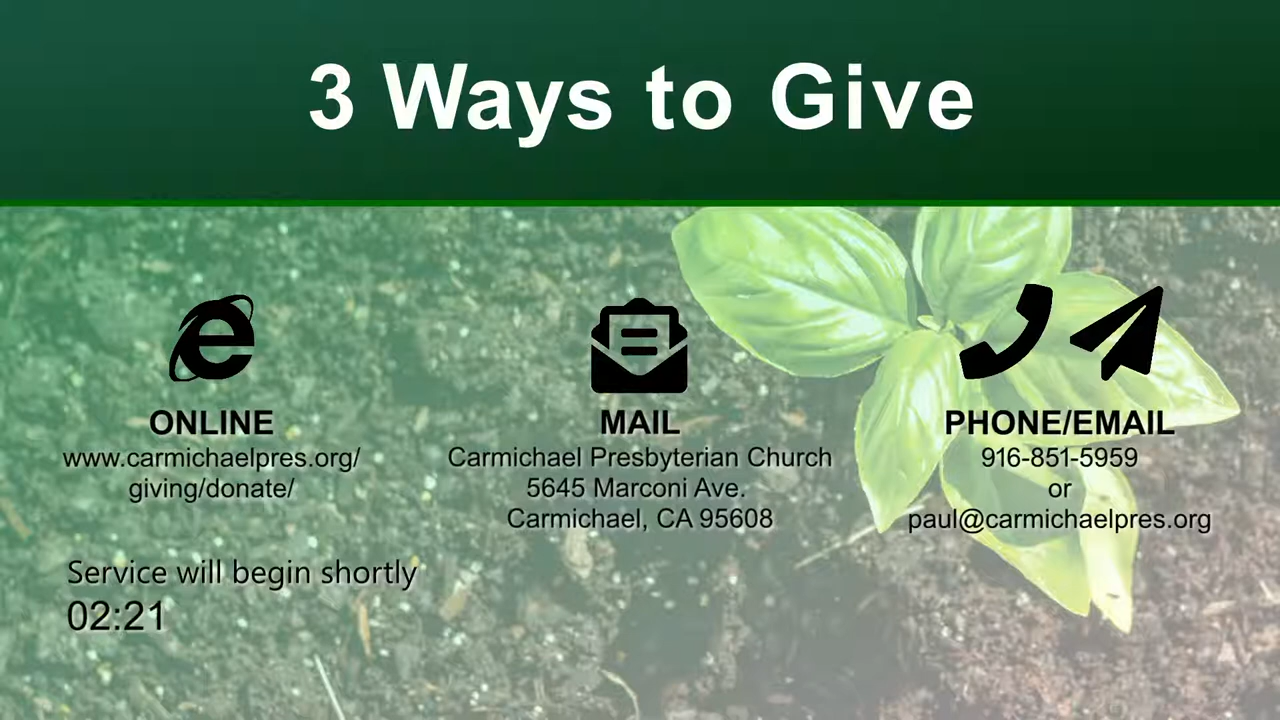 3 Ways to Give
ONLINE
www.carmichaelpres.org/
giving/donate/
MAIL
Carmichael Presbyterian Church
5645 Marconi Ave.
Carmichael, CA 95608
PHONE/EMAIL
916-851-5959
or
paul@carmichaelpres.org
Service will begin shortly
02:21